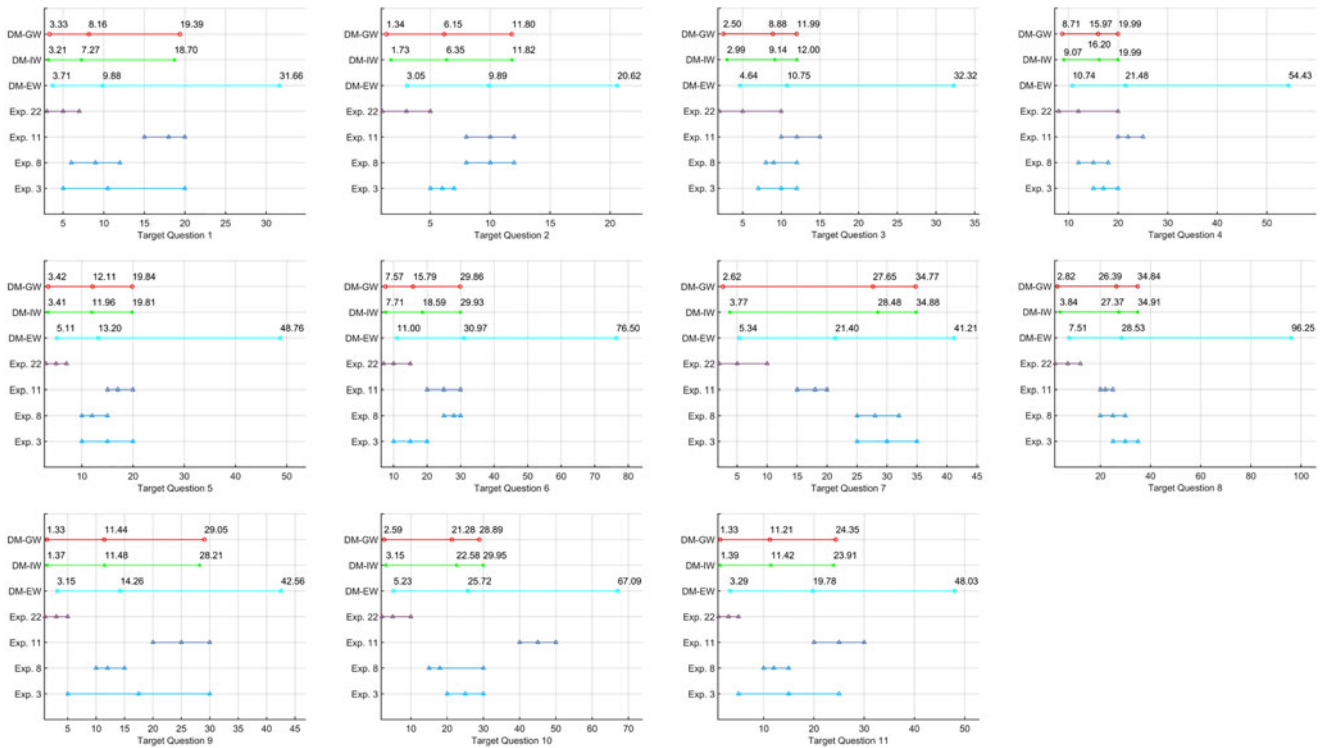 3.33 8.16 19.39
DM-GW
3.21 7.27 18.70
DM-IW
3.71 9.88 31.66
DM-EW
Exp. 22
Exp. 11
Exp. 8
Exp. 3
5 10 15 20 25 30
Target Question 1
1.34 6.15 11.80
DM-GW
1.73 6.35 11.82
DM-IW
3.05 9.89 20.62
DM-EW
Exp. 22
Exp. 11
Exp. 8
Exp. 3
5 10 15 20
Target Question 2
2.50 8.88 11.99
DM-GW
2.99 9.14 12.00
DM-IW
4.64 10.75 32.32
DM-EW
Exp. 22
Exp. 11
Exp. 8
Exp. 3
5 10 15 20 25 30 35
Target Question 3
8.71 15.97 19.99
DM-GW
9.07 16.20 19.99
DM-IW
10.74 21.48 54.43
DM-EW
Exp. 22
Exp. 11
Exp. 8
Exp. 3
10 20 30 40 50
Target Question 4
3.42 12.11 19.84
DM-GW
3.41 11.96 19.81
DM-IW
5.11 13.20 48.76
DM-EW
Exp. 22
Exp. 11
Exp. 8
Exp. 3
10 20 30 40 50
Target Question 5
7.57 15.79 29.86
DM-GW
7.71 18.59 29.93
DM-IW
11.00 30.97 76.50
DM-EW
Exp. 22
Exp. 11
Exp. 8
Exp. 3
10 20 30 40 50 60 70 80
Target Question 6
2.62 27.65 34.77
DM-GW
3.77 28.48 34.88
DM-IW
5.34 21.40 41.21
DM-EW
Exp. 22
Exp. 11
Exp. 8
Exp. 3
5 10 15 20 25 30 35 40 45
Target Question 7
2.82 26.39 34.84
DM-GW
3.84 27.37 34.91
DM-IW
7.51 28.53 96.25
DM-EW
Exp. 22
Exp. 11
Exp. 8
Exp. 3
20 40 60 80 100
Target Question 8
1.33 11.44 29.05
DM-GW
1.37 11.48 28.21
DM-IW
3.15 14.26 42.56
DM-EW
Exp. 22
Exp. 11
Exp. 8
Exp. 3
5 10 15 20 25 30 35 40 45
Target Question 9
2.59 21.28 28.89
DM-GW
3.15 22.58 29.95
DM-IW
5.23 25.72 67.09
DM-EW
Exp. 22
Exp. 11
Exp. 8
Exp. 3
10 20 30 40 50 60 70
Target Question 10
1.33 11.21 24.35
DM-GW
1.39 11.42 23.91
DM-IW
3.29 19.78 48.03
DM-EW
Exp. 22
Exp. 11
Exp. 8
Exp. 3
10 20 30 40 50
Target Question 11